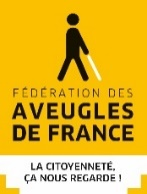 FÉDÉRATION DES
AVEUGLES
DE FRANCE
LA CITOYENNETÉ,
ÇA NOUS REGARDE !